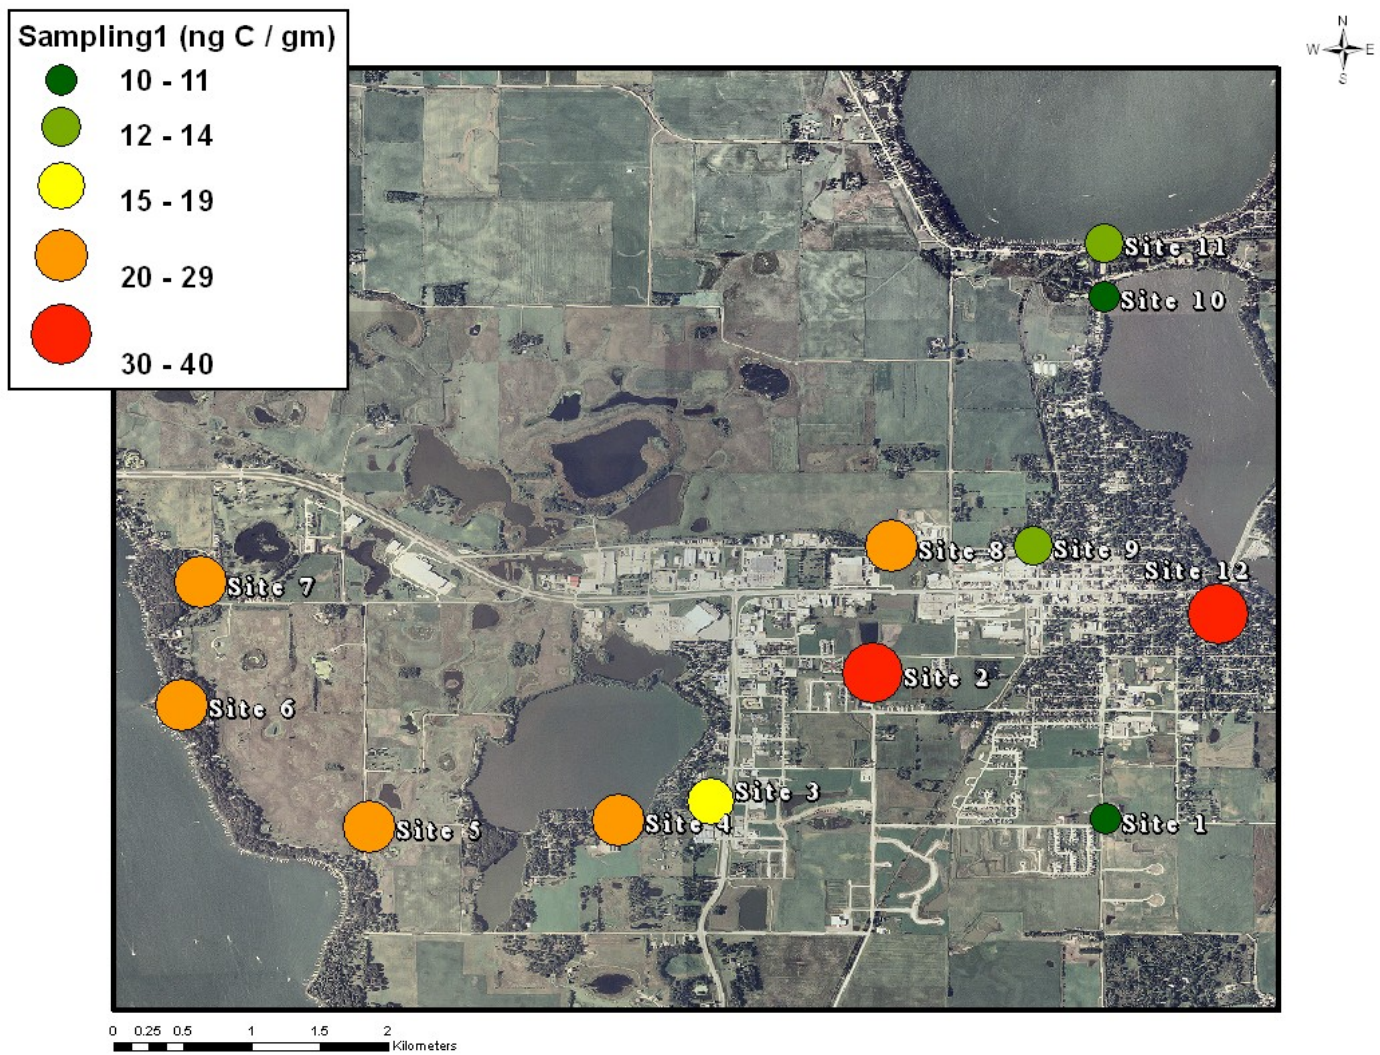 Sampling1 (ng C / gm)
10 - 11
12 - 14
15 - 19
20 - 29
30 - 40
N
W E
S
Site 11
Site 10
Site 8
Site 9
Site 12
Site 7
Site 2
Site 6
Site 3
Site 4
Site 5
Site 1
0 0.25 0.5 1 1.5 2
Kilometers